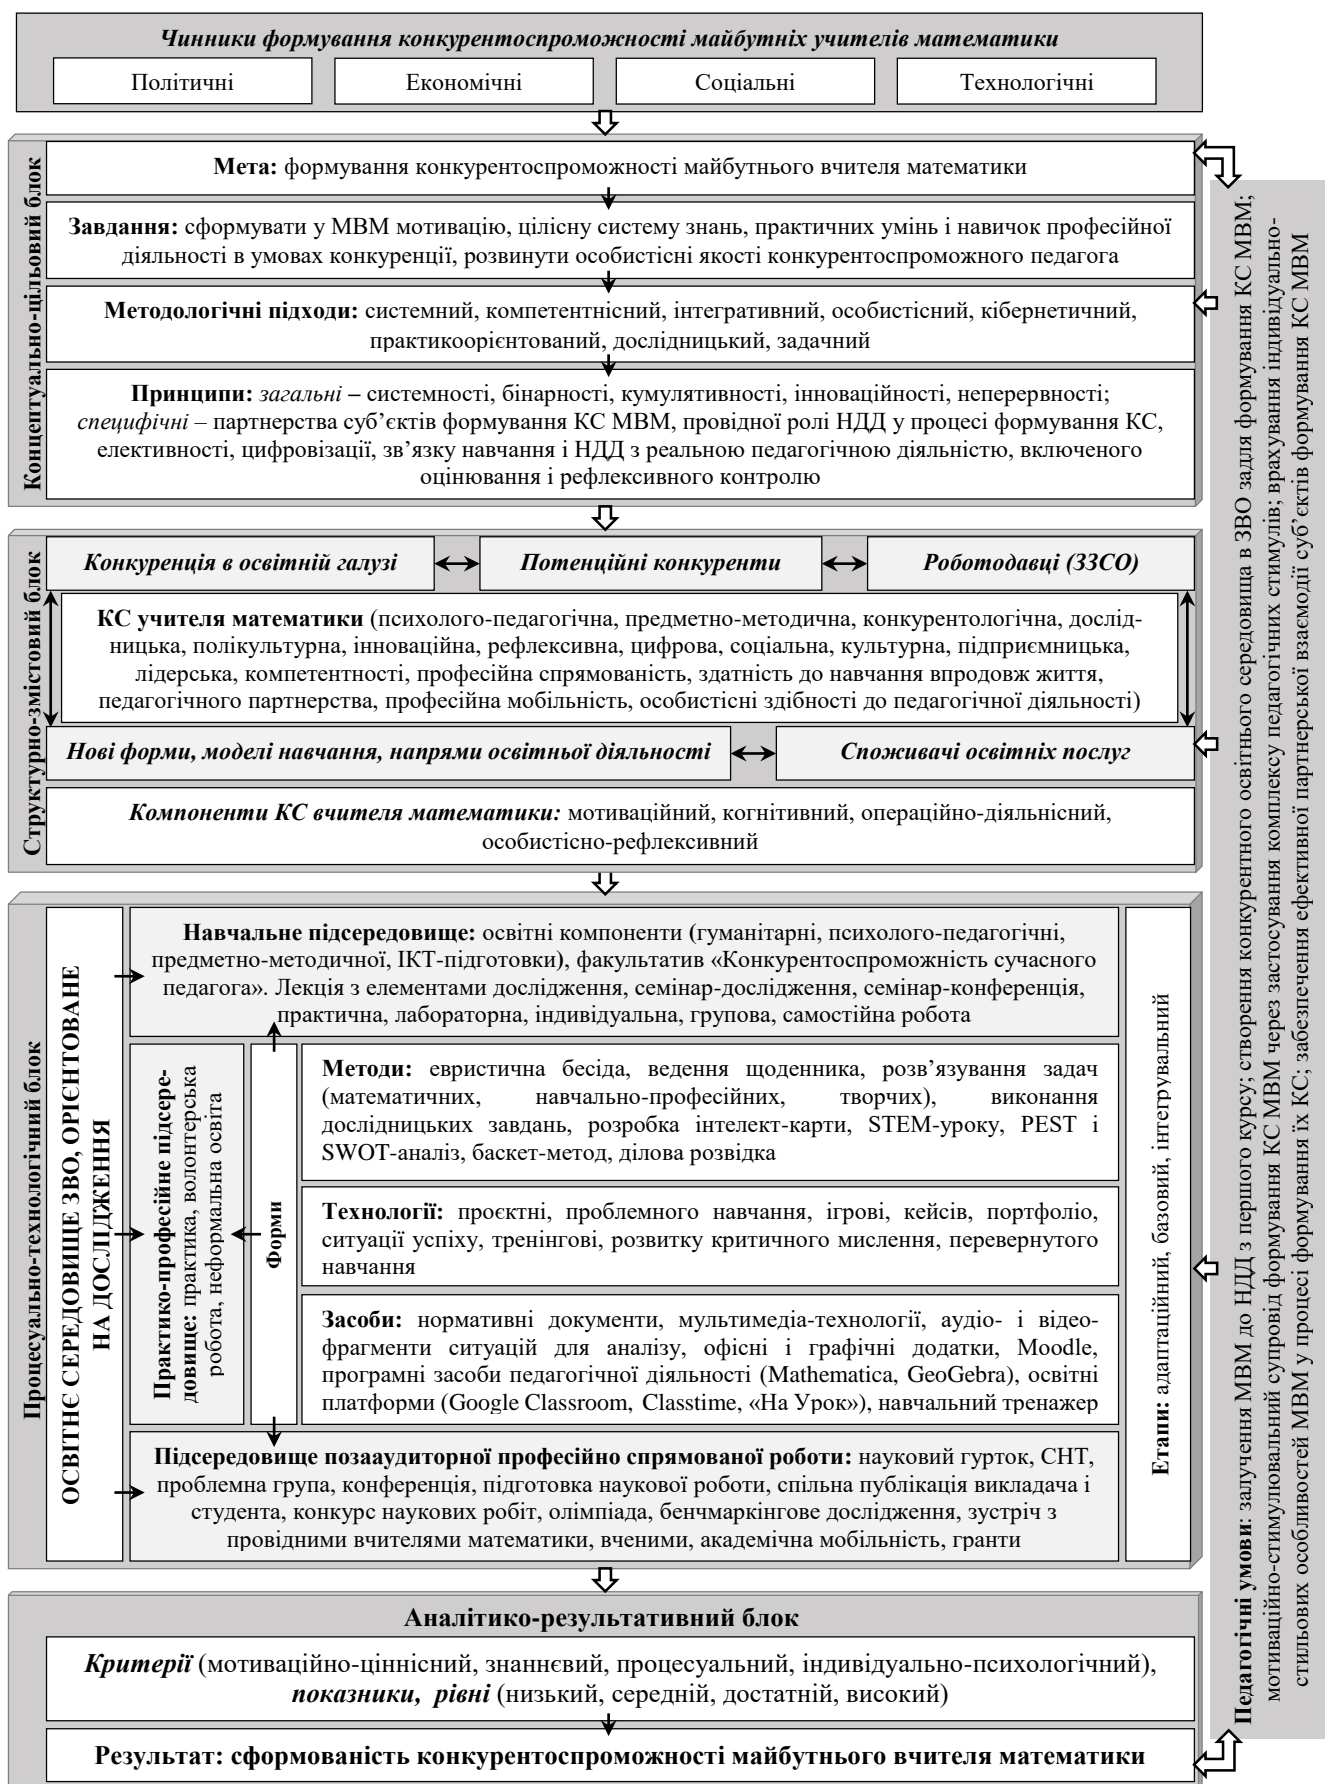 Чинники формування конкурентоспроможності майбутніх учителів математики
Політичні
Економічні
Соціальні
Технологічні
Концептуально-цільовий блок
Мета: формування конкурентоспроможності майбутнього вчителя математики
Завдання: сформувати у МВМ мотивацію, цілісну систему знань, практичних умінь і навичок професійної
діяльності в умовах конкуренції, розвинути особистісні якості конкурентоспроможного педагога
Методологічні підходи: системний, компетентнісний, інтегративний, особистісний, кібернетичний,
практикоорієнтований, дослідницький, задачний
Принципи: загальні – системності, бінарності, кумулятивності, інноваційності, неперервності;
специфічні – партнерства суб’єктів формування КС МВМ, провідної ролі НДД у процесі формування КС,
елективності, цифровізації, зв’язку навчання і НДД з реальною педагогічною діяльністю, включеного
оцінювання і рефлексивного контролю
Структурно-змістовий блок
Конкуренція в освітній галузі
Потенційні конкуренти
Роботодавці (ЗЗСО)
КС учителя математики (психолого-педагогічна, предметно-методична, конкурентологічна, дослід-
ницька, полікультурна, інноваційна, рефлексивна, цифрова, соціальна, культурна, підприємницька,
лідерська, компетентності, професійна спрямованість, здатність до навчання впродовж життя,
педагогічного партнерства, професійна мобільність, особистісні здібності до педагогічної діяльності)
Нові форми, моделі навчання, напрями освітньої діяльності
Споживачі освітніх послуг
Компоненти КС вчителя математики: мотиваційний, когнітивний, операційно-діяльнісний,
особистісно-рефлексивний
Процесуально-технологічний блок
ОСВІТНЄ СЕРЕДОВИЩЕ ЗВО, ОРІЄНТОВАНЕ
НА ДОСЛІДЖЕННЯ
Навчальне підсередовище: освітні компоненти (гуманітарні, психолого-педагогічні,
предметно-методичної, ІКТ-підготовки), факультатив «Конкурентоспроможність сучасного
педагога». Лекція з елементами дослідження, семінар-дослідження, семінар-конференція,
практична, лабораторна, індивідуальна, групова, самостійна робота
Практико-професійне підсере-
довище: практика, волонтерська
робота, неформальна освіта
Форми
Методи: евристична бесіда, ведення щоденника, розв’язування задач
(математичних, навчально-професійних, творчих), виконання
дослідницьких завдань, розробка інтелект-карти, STEM-уроку, PEST і
SWOT-аналіз, баскет-метод, ділова розвідка
Технології: проєктні, проблемного навчання, ігрові, кейсів, портфоліо,
ситуації успіху, тренінгові, розвитку критичного мислення, перевернутого
навчання
Засоби: нормативні документи, мультимедіа-технології, аудіо- і відео-
фрагменти ситуацій для аналізу, офісні і графічні додатки, Moodle,
програмні засоби педагогічної діяльності (Mathematica, GeoGebra), освітні
платформи (Google Classroom, Classtime, «На Урок»), навчальний тренажер
Підсередовище позааудиторної професійно спрямованої роботи: науковий гурток, СНТ,
проблемна група, конференція, підготовка наукової роботи, спільна публікація викладача і
студента, конкурс наукових робіт, олімпіада, бенчмаркінгове дослідження, зустріч з
провідними вчителями математики, вченими, академічна мобільність, гранти
Етапи: адаптаційний, базовий, інтегрувальний
Педагогічні умови: залучення МВМ до НДД з першого курсу; створення конкурентного освітнього середовища в ЗВО задля формування КС МВМ;
мотиваційно-стимулювальний супровід формування КС МВМ через застосування комплексу педагогічних стимулів; врахування індивідуально-
стильових особливостей МВМ у процесі формування їх КС; забезпечення ефективної партнерської взаємодії суб’єктів формування КС МВМ
Аналітико-результативний блок
Критерії (мотиваційно-ціннісний, знаннєвий, процесуальний, індивідуально-психологічний),
показники, рівні (низький, середній, достатній, високий)
Результат: сформованість конкурентоспроможності майбутнього вчителя математики